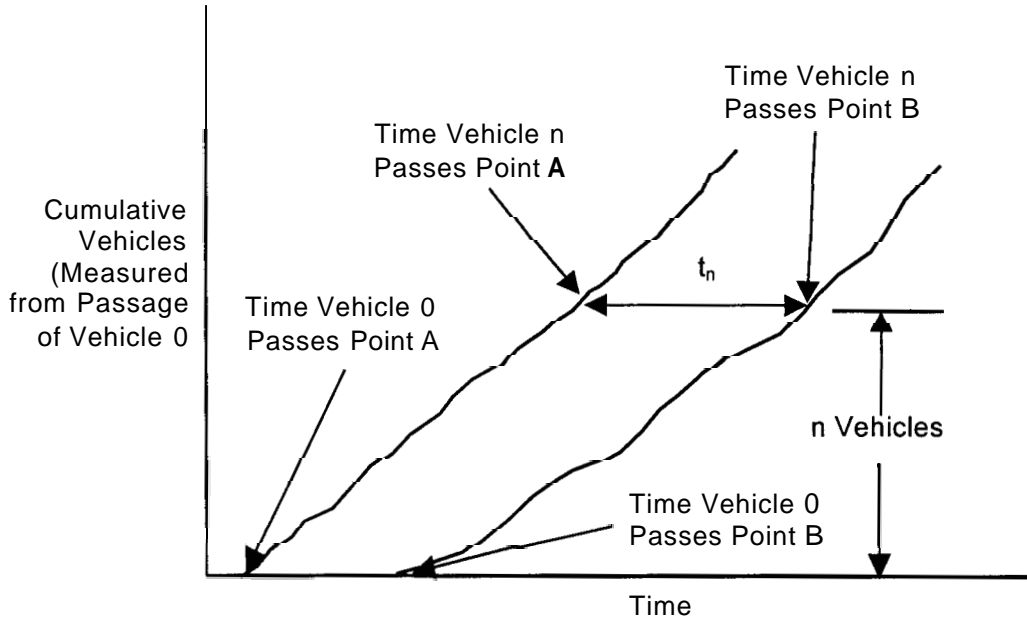 Time Vehicle n
Passes Point B
Time Vehicle n
Passes Point A
Cumulative
Vehicles
(Measured
from Passage
of Vehicle 0
Time Vehicle 0
Passes Point A
tn
n Vehicles
Time Vehicle 0
Passes Point B
Time